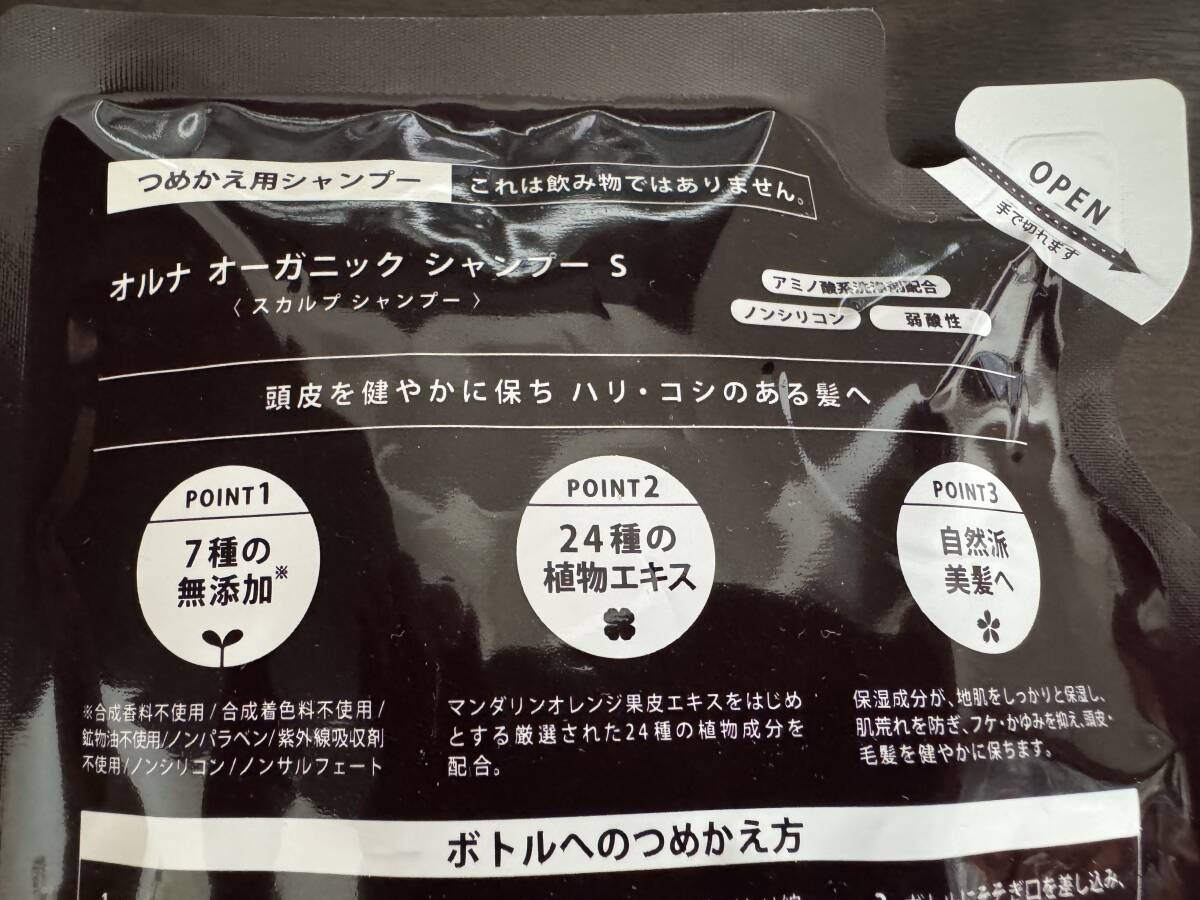 つめかえ用シャンプー
これは飲み物ではありません。
OPEN
手で切れます
オルナ オーガニック シャンプー S
〈 スカルプ シャンプー 〉
アミノ酸系洗浄剤配合
ノンシリコン
弱酸性
頭皮を健やかに保ち ハリ・コシのある髪へ
POINT1
7種の
無添加※
※合成香料不使用/合成着色料不使用/
鉱物油不使用/ノンパラベン/紫外線吸収剤
不使用/ノンシリコン/ノンサルフェート
POINT2
24種の
植物エキス
マンダリンオレンジ果皮エキスをはじめ
とする厳選された24種の植物成分を
配合。
POINT3
自然派
美髪へ
保湿成分が、地肌をしっかりと保湿し、
肌荒れを防ぎ、フケ・かゆみを抑え、頭皮・
毛髪を健やかに保ちます。
ボトルへのつめかえ方
そそぎ口を差し込み、